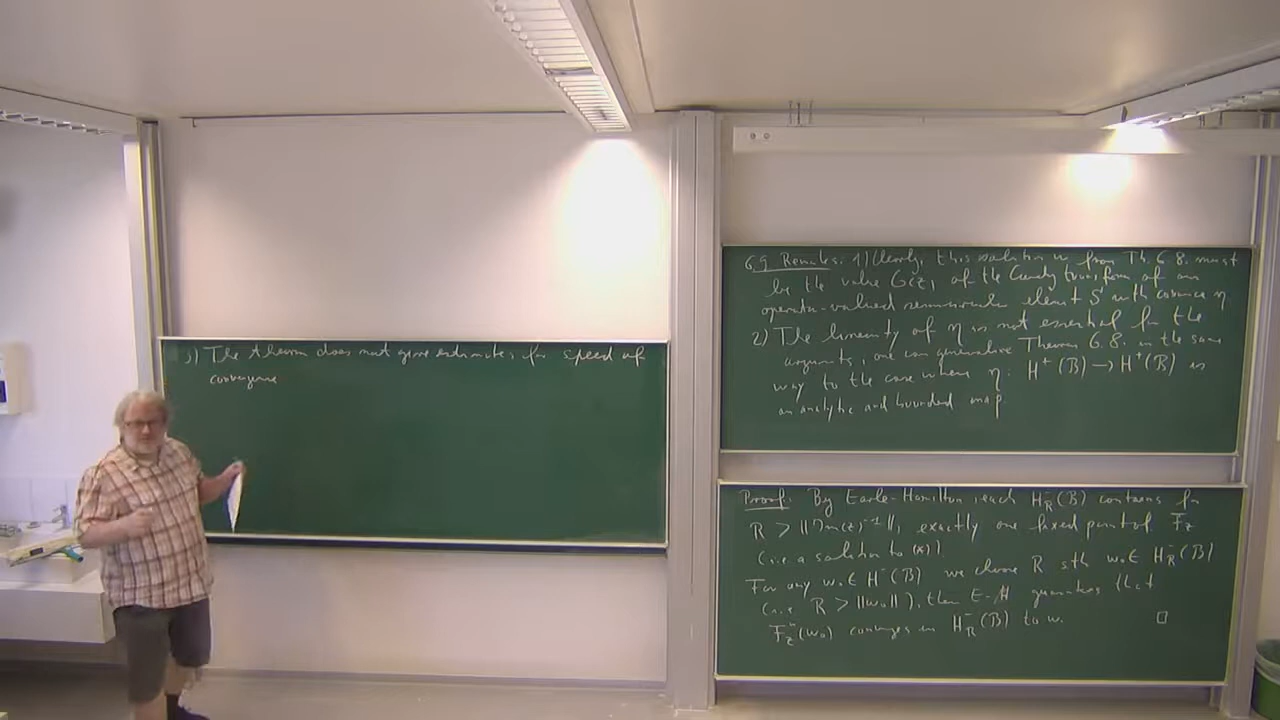 3) The theorem does not give estimates for speed of
convergence
6.9 Remarks: 1) Clearly, this solution w from Th. 6.8. must
be the value G(z) of the Cauchy transform of an
operator-valued semicircular element S with covariance η
2) The linearity of η is not essential for the
arguments, one can generalize Theorem 6.8. in the same
way to the case where η: H⁺(B) → H⁺(B) is
an analytic and bounded map.
Proof: By Earle-Hamilton each H_R⁻(B) contains for
R > ||Im(z)⁻¹||, exactly one fixed point of F_z
(i.e. a solution to (*))
For any w₀ ∈ H⁻(B) we choose R sth w₀ ∈ H_R⁻(B)
(i.e. R > ||w₀||), then E-H guarantees that
F_zⁿ(w₀) converges in H_R⁻(B) to w. □